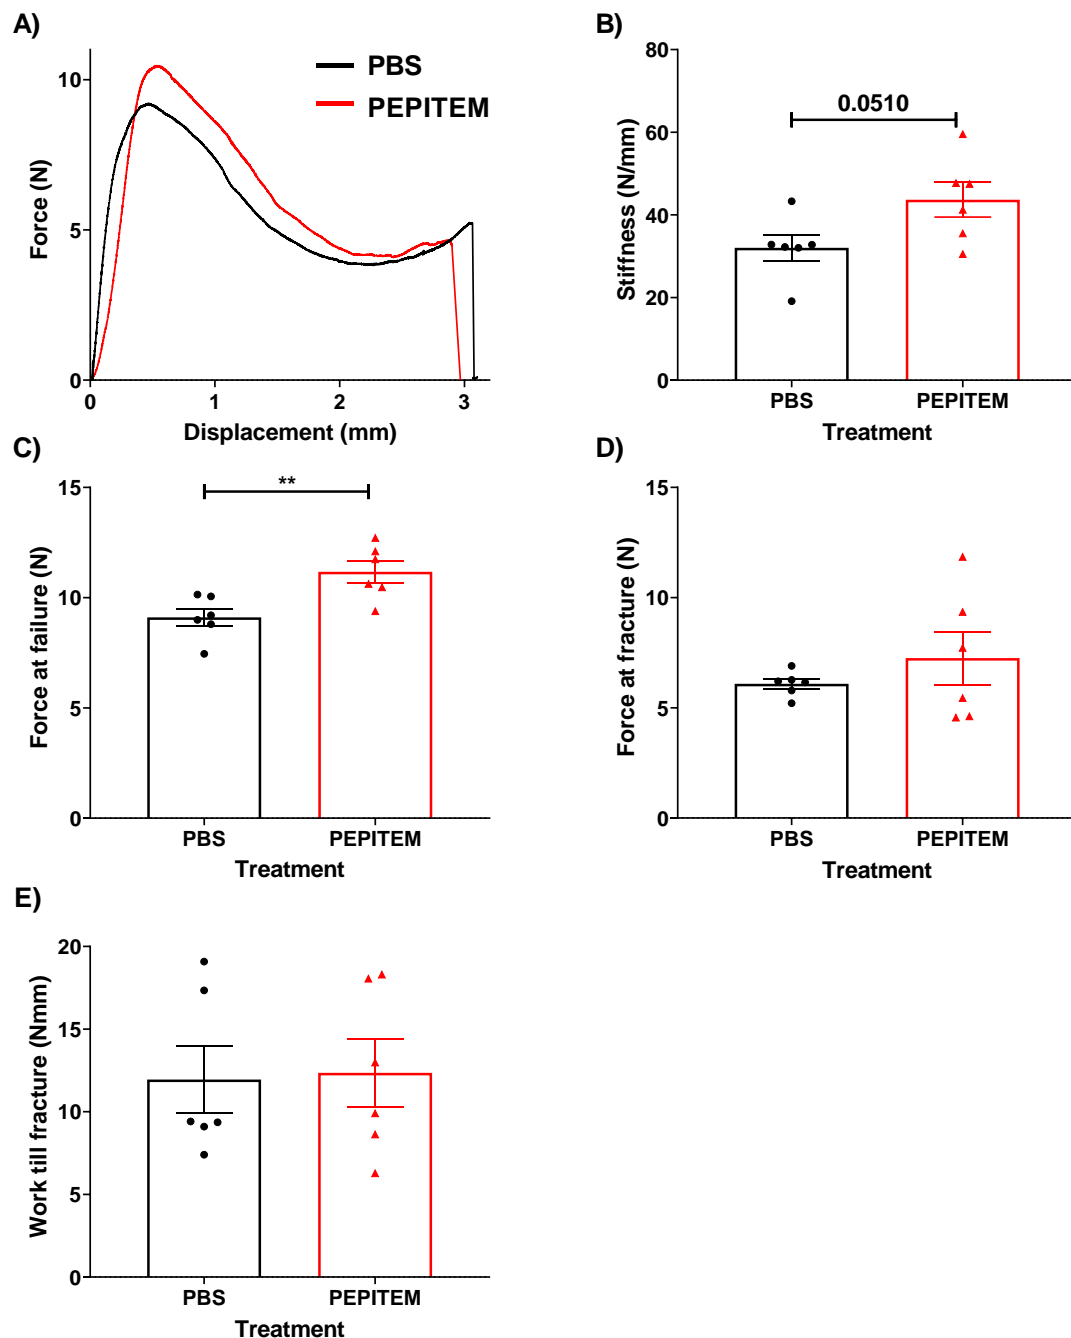 A)
PBS
PEPITEM
Force (N)
10
5
0
0 1 2 3
Displacement (mm)
B)
0.0510
Stiffness (N/mm)
80
60
40
20
0
PBS PEPITEM
Treatment
C)
**
Force at failure (N)
15
10
5
0
PBS PEPITEM
Treatment
D)
Force at fracture (N)
15
10
5
0
PBS PEPITEM
Treatment
E)
Work till fracture (Nmm)
20
15
10
5
0
PBS PEPITEM
Treatment